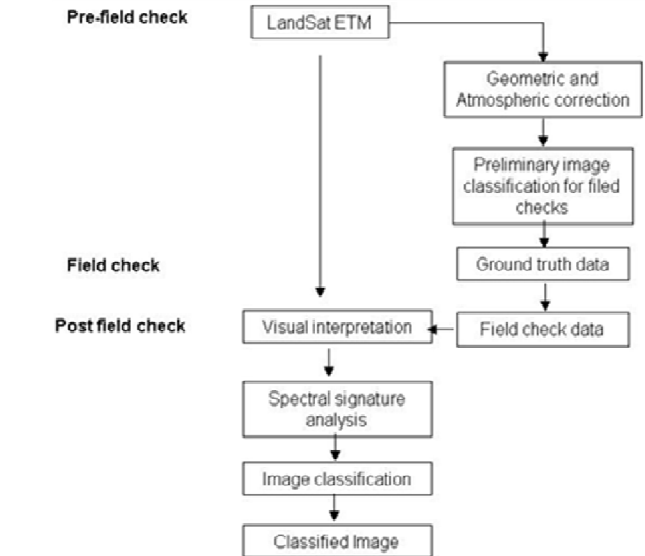 Pre-field check
LandSat ETM
Geometric and
Atmospheric correction
Preliminary image
classification for filed
checks
Field check
Ground truth data
Post field check
Visual interpretation
Field check data
Spectral signature
analysis
Image classification
Classified Image